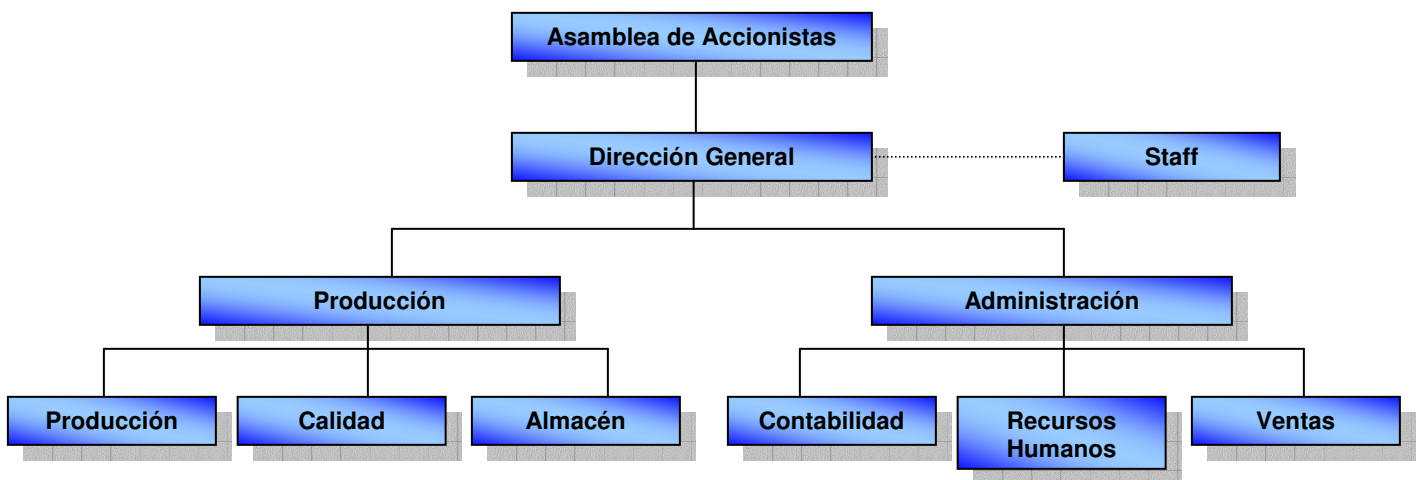 Asamblea de Accionistas
Dirección General
Staff
Producción
Administración
Producción
Calidad
Almacén
Contabilidad
Recursos
Humanos
Ventas